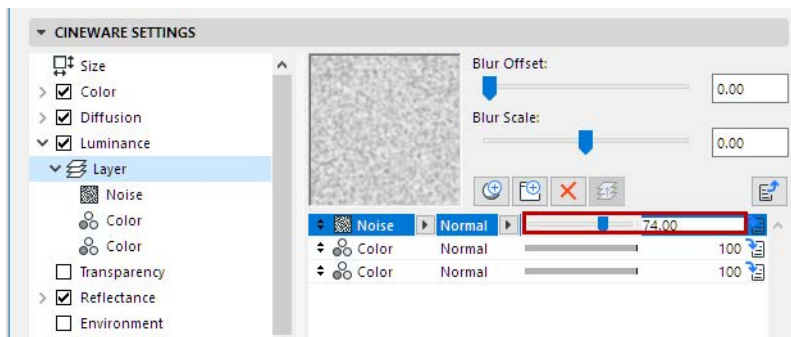 CINEWARE SETTINGS
Size
Color
Diffusion
Luminance
Layer
Noise
Color
Color
Transparency
Reflectance
Environment
Blur Offset:
0.00
Blur Scale:
0.00
Noise Normal 74.00
Color Normal 100
Color Normal 100